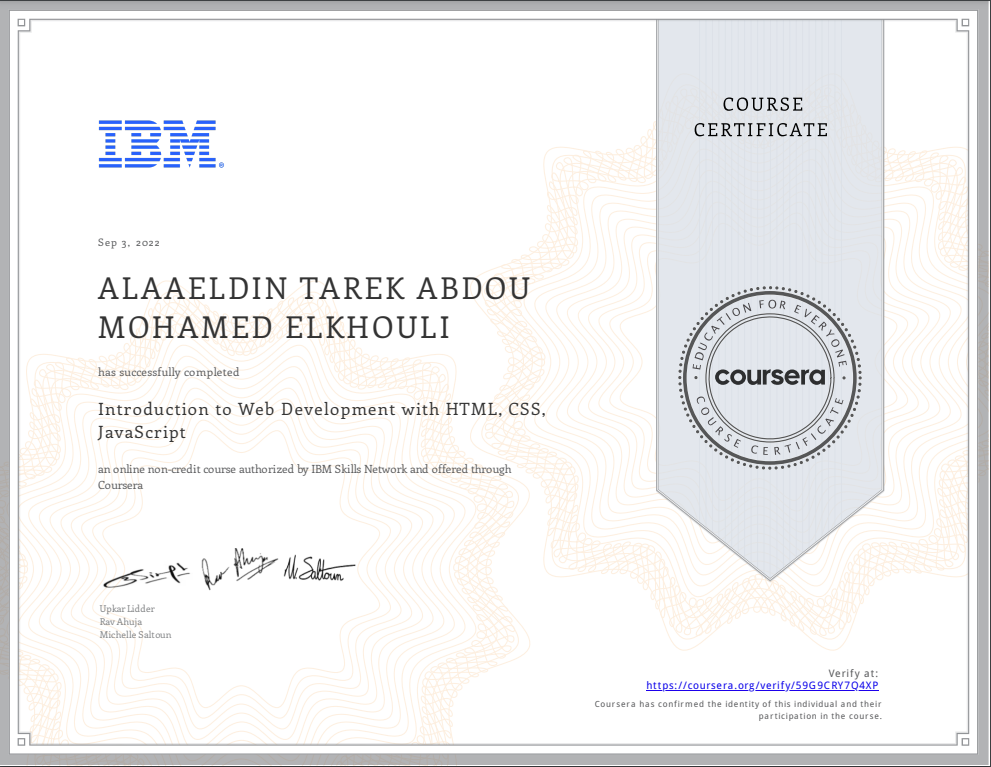 COURSE
CERTIFICATE
IBM®
Sep 3, 2022
ALAAELDIN TAREK ABDOU
MOHAMED ELKHOULI
has successfully completed
Introduction to Web Development with HTML, CSS,
JavaScript
an online non-credit course authorized by IBM Skills Network and offered through
Coursera
EDUCATION FOR EVERYONE
coursera
COURSE CERTIFICATE
M. Saltoun
Upkar Lidder
Rav Ahuja
Michelle Saltoun
Verify at:
https://coursera.org/verify/59G9CRY7Q4XP
Coursera has confirmed the identity of this individual and their
participation in the course.